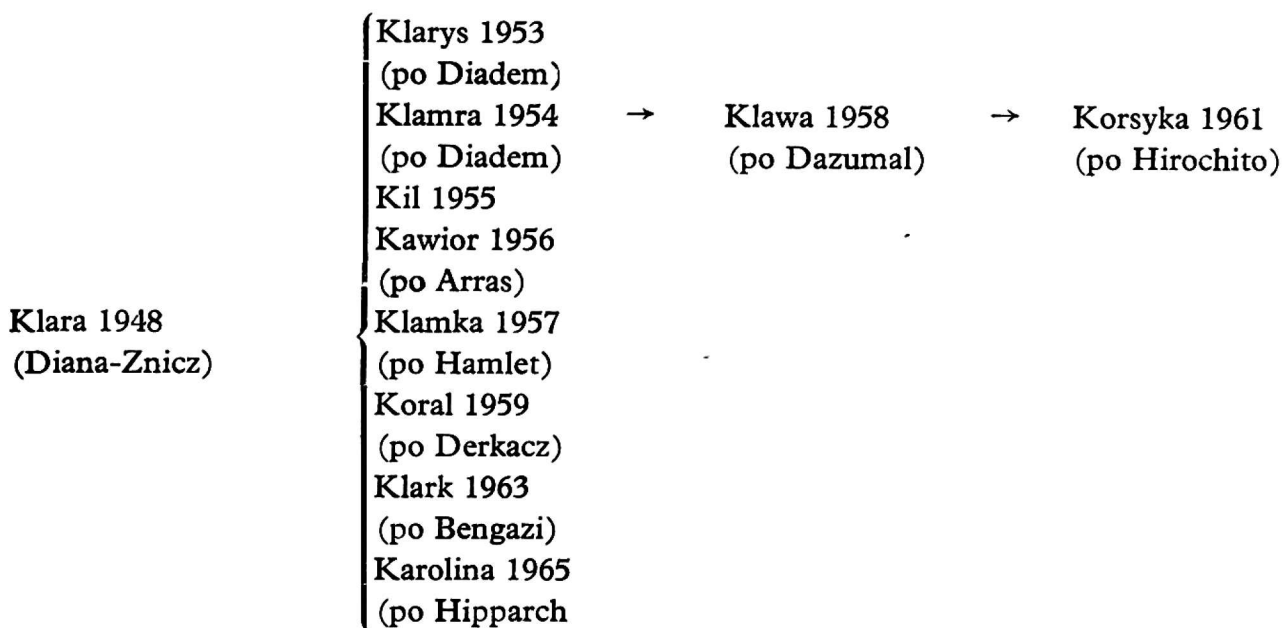 Klarys 1953
(po Diadem)
Klamra 1954 → Klawa 1958 → Korsyka 1961
(po Diadem) (po Dazumal) (po Hirochito)
Kil 1955
Kawior 1956
(po Arras)
Klara 1948 Klamka 1957
(Diana-Znicz) (po Hamlet)
Koral 1959
(po Derkacz)
Klark 1963
(po Bengazi)
Karolina 1965
(po Hipparch